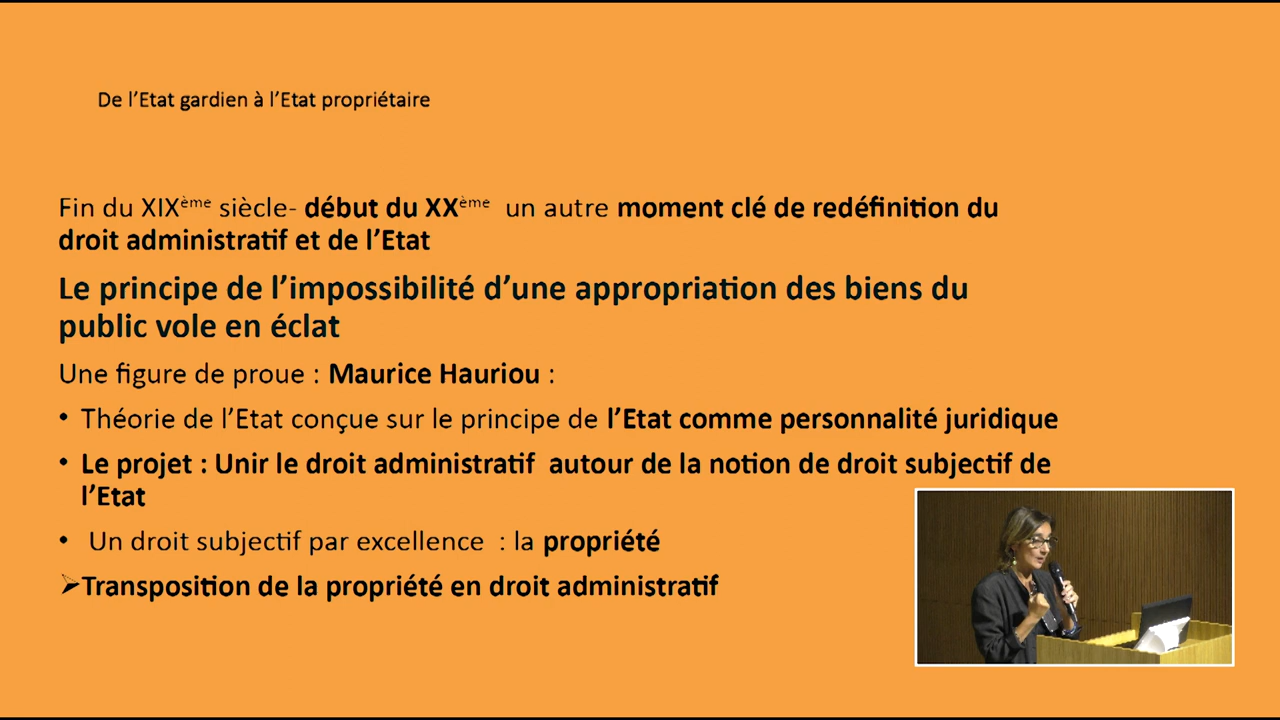 De l’Etat gardien à l’Etat propriétaire
Fin du XIXème siècle- début du XXème un autre moment clé de redéfinition du
droit administratif et de l’Etat
Le principe de l’impossibilité d’une appropriation des biens du
public vole en éclat
Une figure de proue : Maurice Hauriou :
• Théorie de l’Etat conçue sur le principe de l’Etat comme personnalité juridique
• Le projet : Unir le droit administratif autour de la notion de droit subjectif de
l’Etat
• Un droit subjectif par excellence : la propriété
➢Transposition de la propriété en droit administratif